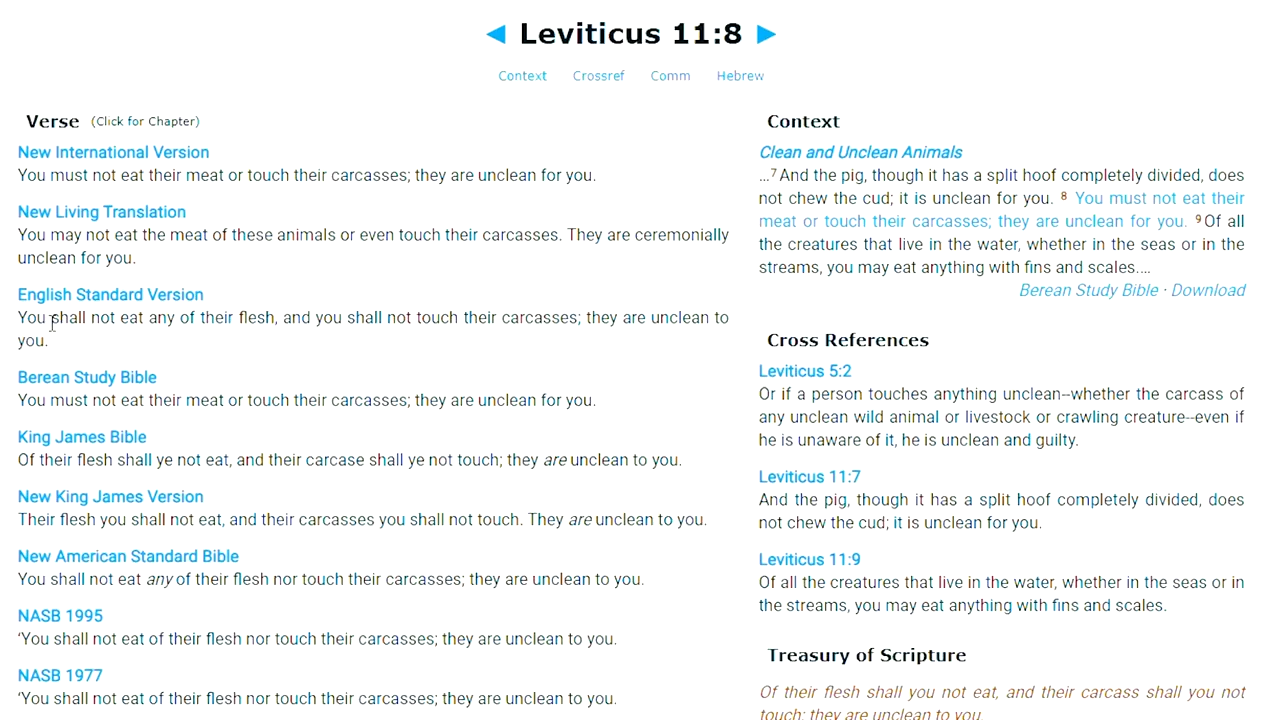 ◄ Leviticus 11:8 ►
Context Crossref Comm Hebrew
Verse (Click for Chapter)
New International Version
You must not eat their meat or touch their carcasses; they are unclean for you.
New Living Translation
You may not eat the meat of these animals or even touch their carcasses. They are ceremonially
unclean for you.
English Standard Version
You shall not eat any of their flesh, and you shall not touch their carcasses; they are unclean to
you.
Berean Study Bible
You must not eat their meat or touch their carcasses; they are unclean for you.
King James Bible
Of their flesh shall ye not eat, and their carcase shall ye not touch; they are unclean to you.
New King James Version
Their flesh you shall not eat, and their carcasses you shall not touch. They are unclean to you.
New American Standard Bible
You shall not eat any of their flesh nor touch their carcasses; they are unclean to you.
NASB 1995
‘You shall not eat of their flesh nor touch their carcasses; they are unclean to you.
NASB 1977
‘You shall not eat of their flesh nor touch their carcasses; they are unclean to you.
Context
Clean and Unclean Animals
…7 And the pig, though it has a split hoof completely divided, does
not chew the cud; it is unclean for you. 8 You must not eat their
meat or touch their carcasses; they are unclean for you. 9 Of all
the creatures that live in the water, whether in the seas or in the
streams, you may eat anything with fins and scales.…
Berean Study Bible · Download
Cross References
Leviticus 5:2
Or if a person touches anything unclean--whether the carcass of
any unclean wild animal or livestock or crawling creature--even if
he is unaware of it, he is unclean and guilty.
Leviticus 11:7
And the pig, though it has a split hoof completely divided, does
not chew the cud; it is unclean for you.
Leviticus 11:9
Of all the creatures that live in the water, whether in the seas or in
the streams, you may eat anything with fins and scales.
Treasury of Scripture
Of their flesh shall you not eat, and their carcass shall you not
touch; they are unclean to you.